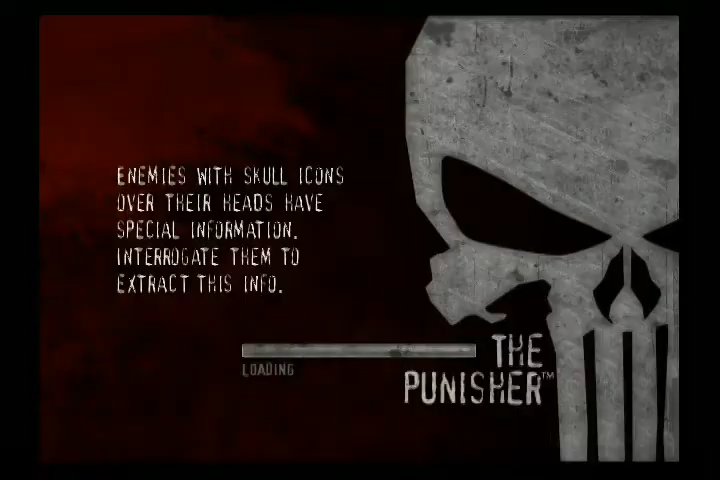 ENEMIES WITH SKULL ICONS
OVER THEIR HEADS HAVE
SPECIAL INFORMATION.
INTERROGATE THEM TO
EXTRACT THIS INFO.
LOADING
THE
PUNISHER™